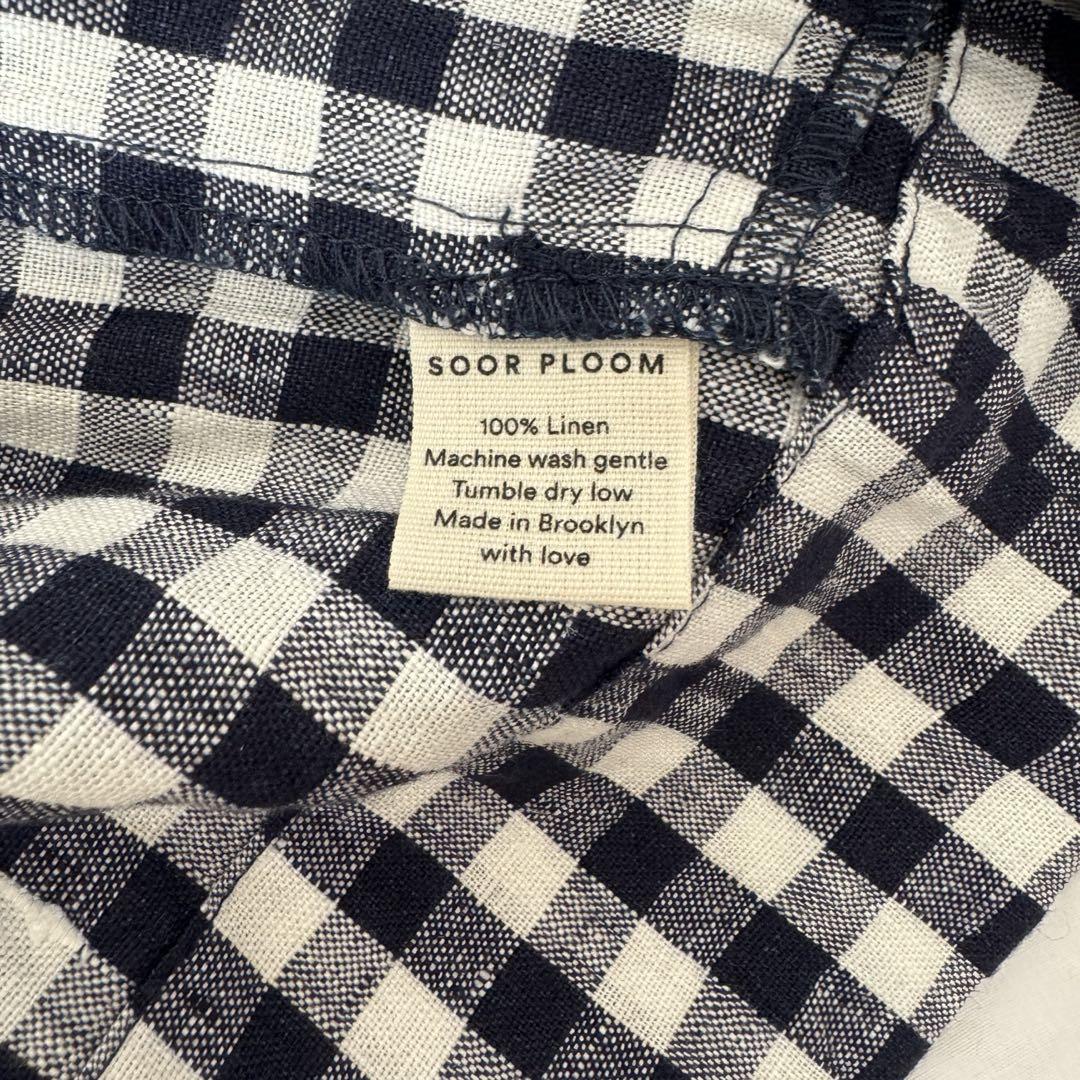 SOOR PLOOM
100% Linen
Machine wash gentle
Tumble dry low
Made in Brooklyn
with love